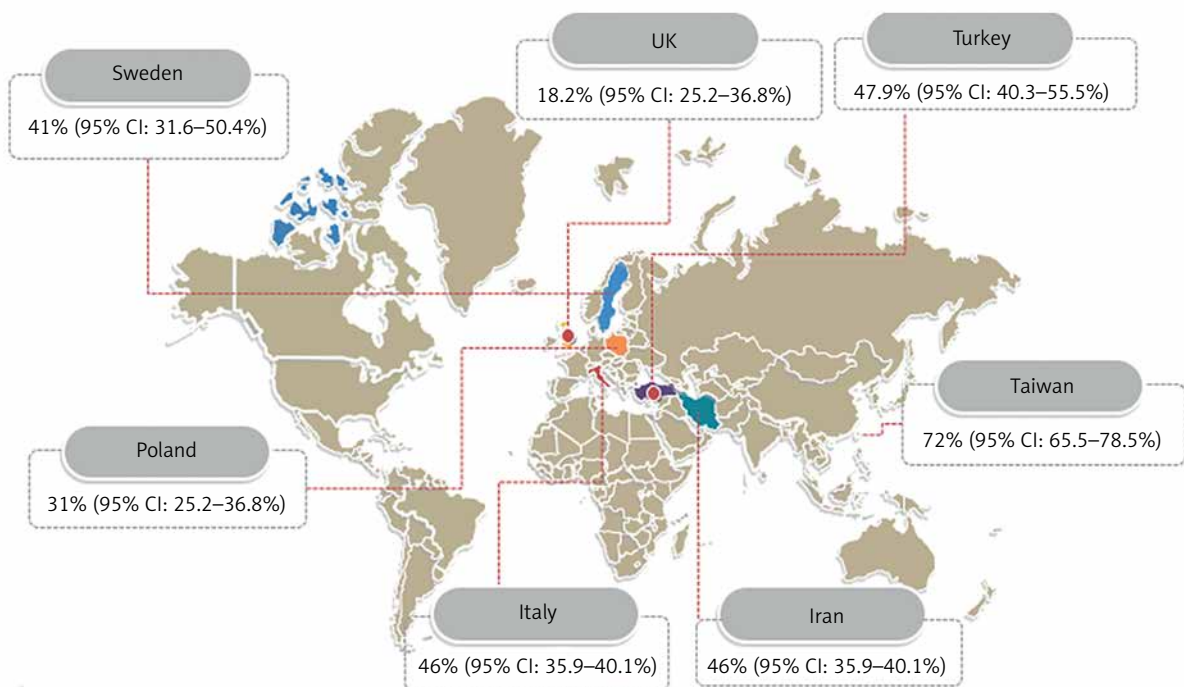 UK
18.2% (95% CI: 25.2–36.8%)
Turkey
47.9% (95% CI: 40.3–55.5%)
Sweden
41% (95% CI: 31.6–50.4%)
Taiwan
72% (95% CI: 65.5–78.5%)
Poland
31% (95% CI: 25.2–36.8%)
Italy
46% (95% CI: 35.9–40.1%)
Iran
46% (95% CI: 35.9–40.1%)